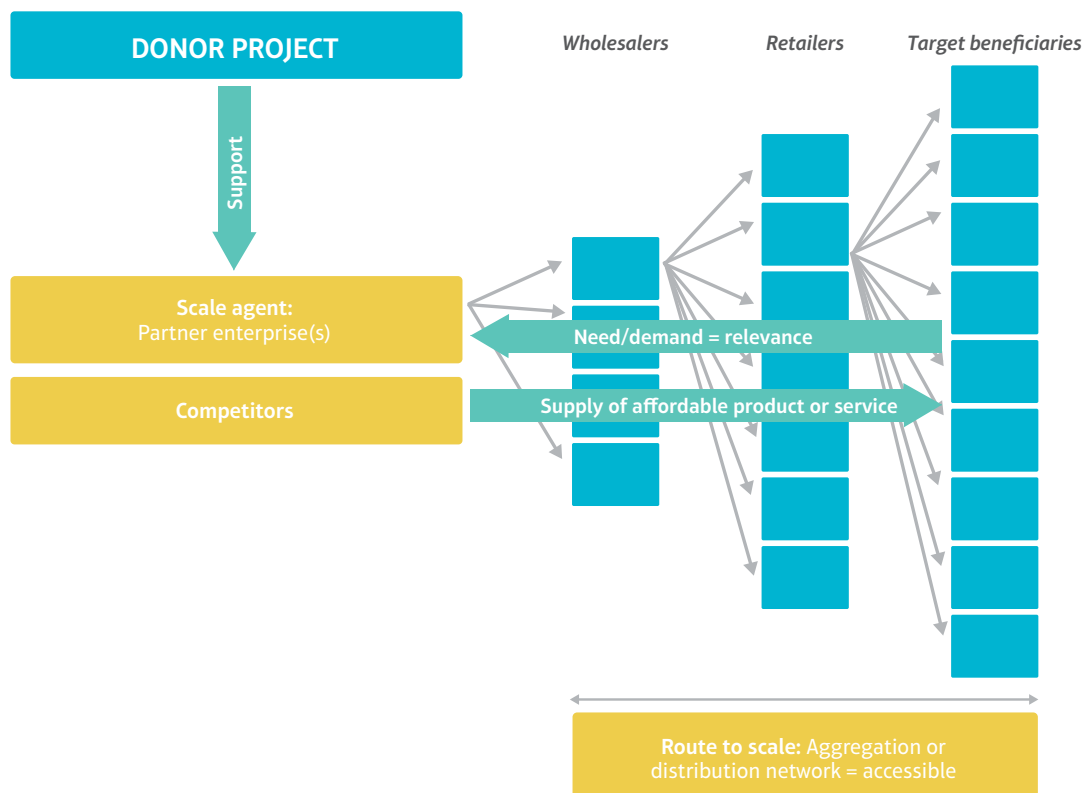 DONOR PROJECT
Wholesalers
Retailers
Target beneficiaries
Support
Scale agent:
Partner enterprise(s)
Need/demand = relevance
Competitors
Supply of affordable product or service
Route to scale: Aggregation or
distribution network = accessible